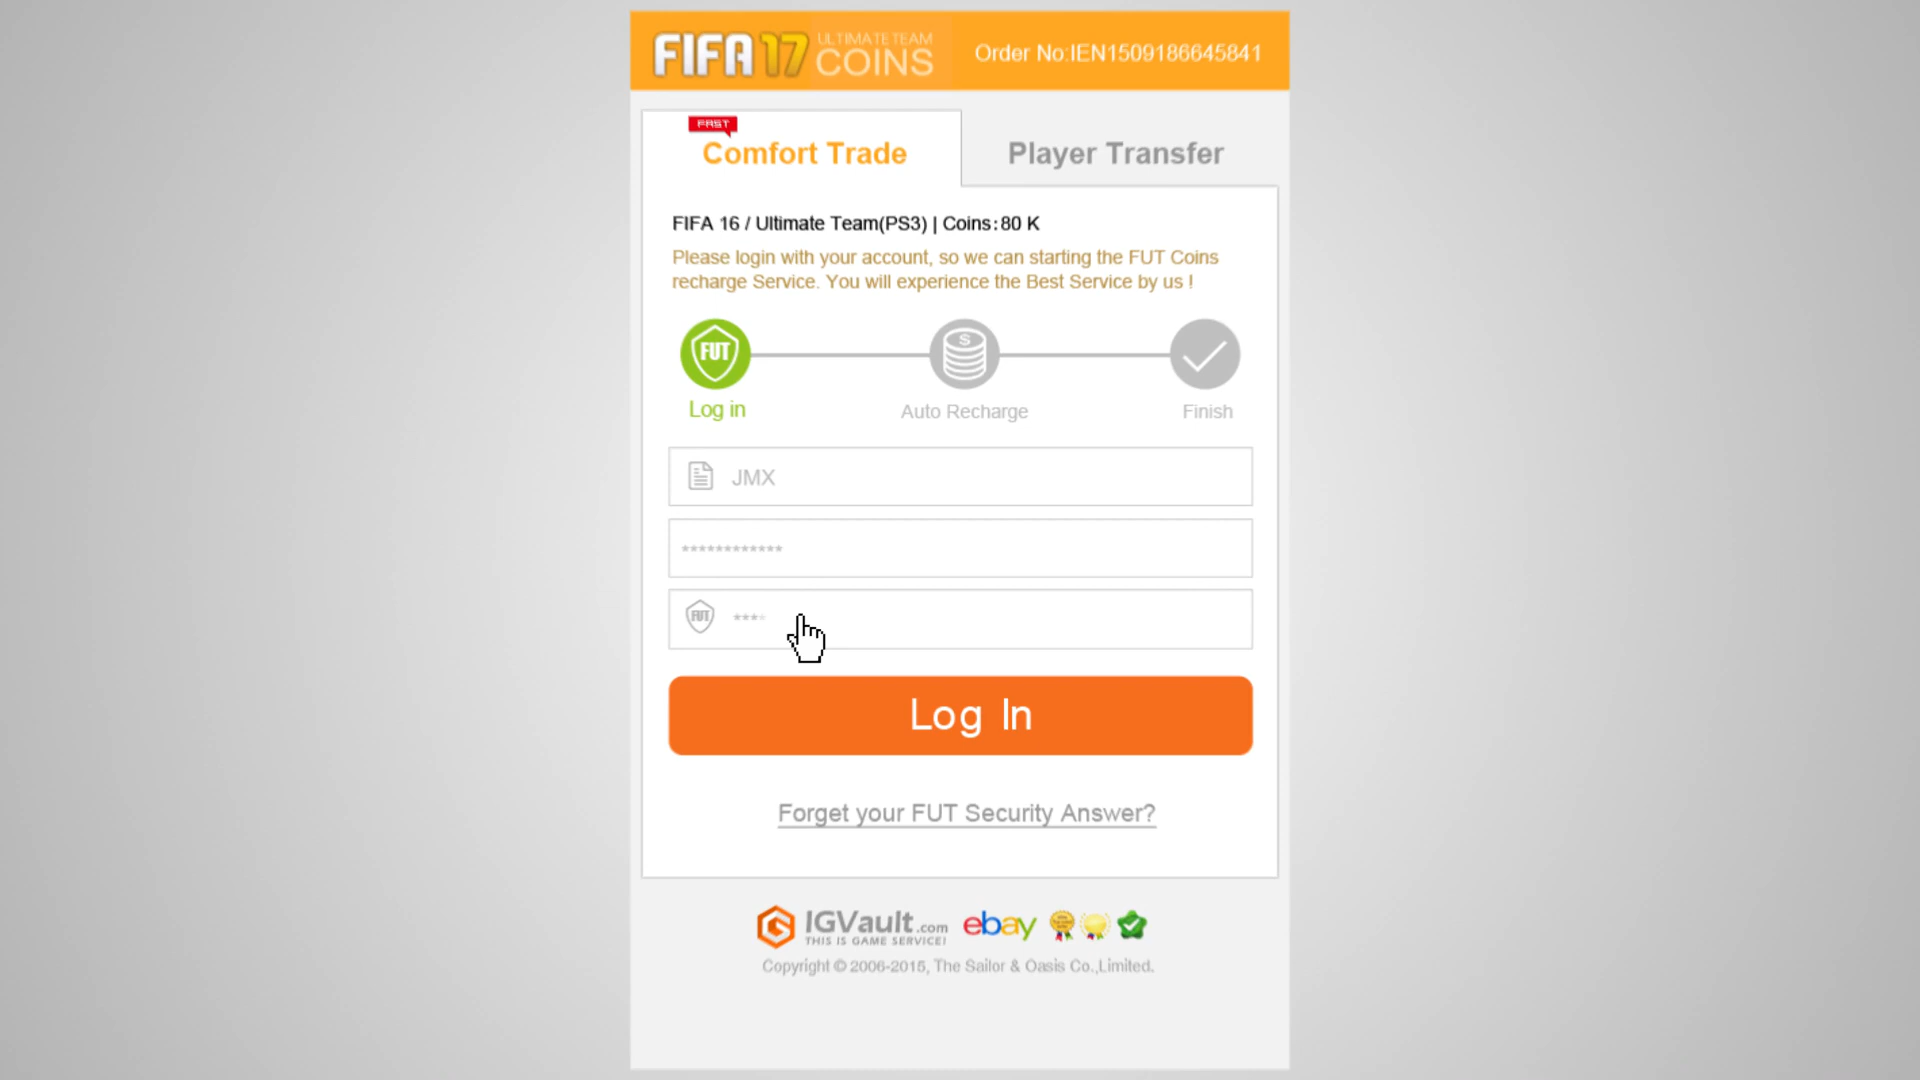 FIFA 17 ULTIMATE TEAM COINS
Order No:IEN1509186645841
FAST
Comfort Trade
Player Transfer
FIFA 16 / Ultimate Team(PS3) | Coins:80 K
Please login with your account, so we can starting the FUT Coins
recharge Service. You will experience the Best Service by us !
FUT
$
Log in
Auto Recharge
Finish
JMX
************
FUT ****
Log In
Forget your FUT Security Answer?
IGVault.com
THIS IS GAME SERVICE!
ebay
Copyright © 2006-2015, The Sailor & Oasis Co.,Limited.